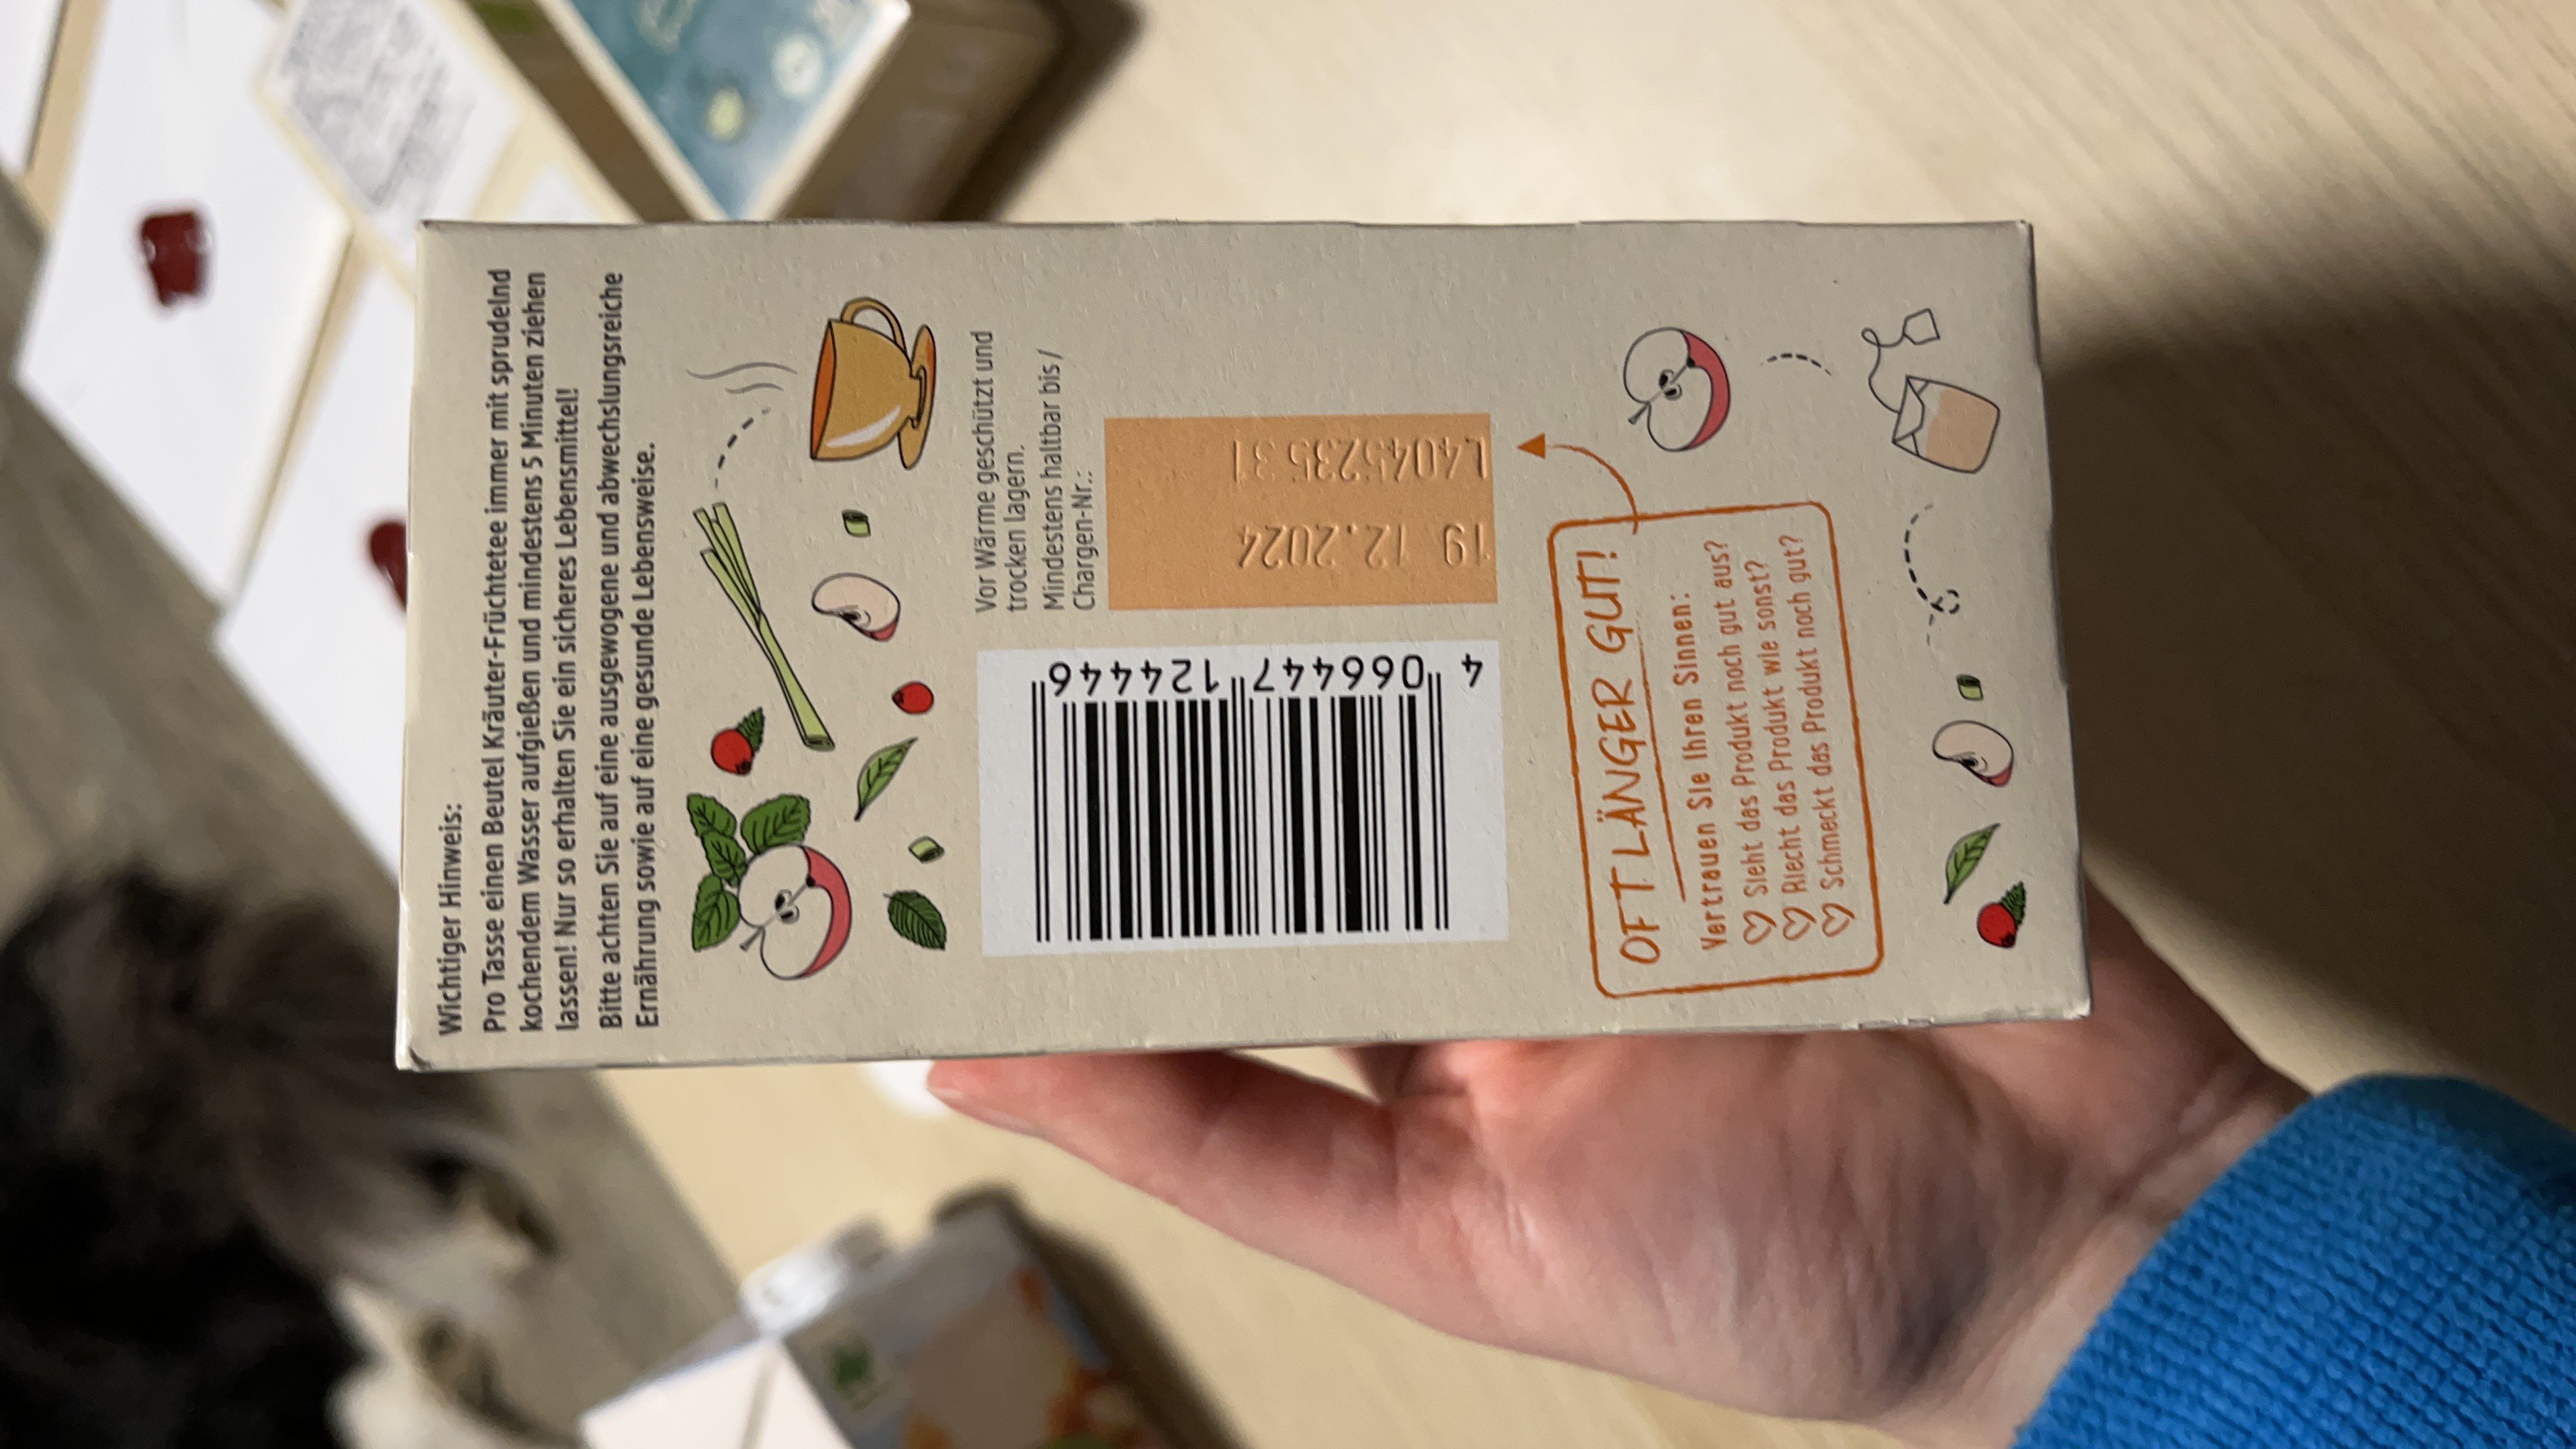 Wichtiger Hinweis:
Pro Tasse einen Beutel Kräuter-Früchtetee immer mit sprudelnd
kochendem Wasser aufgießen und mindestens 5 Minuten ziehen
lassen! Nur so erhalten Sie ein sicheres Lebensmittel!
Bitte achten Sie auf eine ausgewogene und abwechslungsreiche
Ernährung sowie auf eine gesunde Lebensweise.
Vor Wärme geschützt und
trocken lagern.
Mindestens haltbar bis /
Chargen-Nr.:
19.12.2024
L4045235 31
4 066447 124446
OFT LÄNGER GUT!
Vertrauen Sie Ihren Sinnen:
Sieht das Produkt noch gut aus?
Riecht das Produkt wie sonst?
Schmeckt das Produkt noch gut?